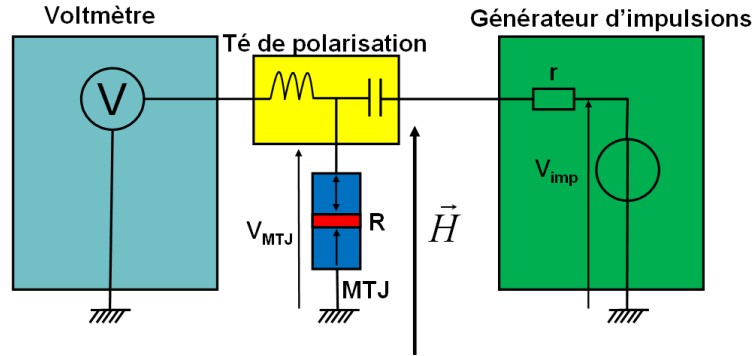 Voltmètre
Générateur d'impulsions
Té de polarisation
r
V
V_imp
V_MTJ
R
H⃗
MTJ